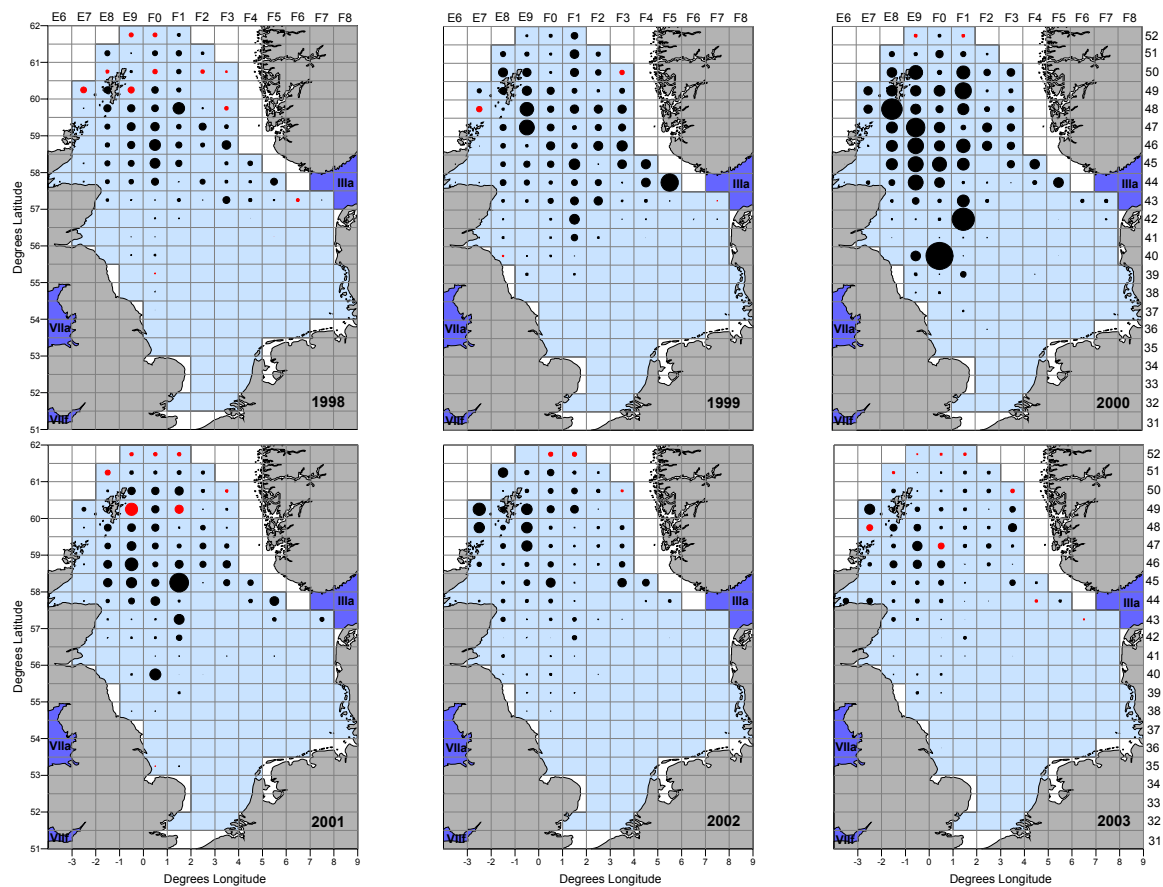 E6 E7 E8 E9 F0 F1 F2 F3 F4 F5 F6 F7 F8
E6 E7 E8 E9 F0 F1 F2 F3 F4 F5 F6 F7 F8
E6 E7 E8 E9 F0 F1 F2 F3 F4 F5 F6 F7 F8
62
61
60
59
58
57
56
55
54
53
52
51
Degrees Latitude
IIIa
VIIa
VIIf
1998
IIIa
VIIa
VIIf
1999
IIIa
VIIa
VIIf
2000
52
51
50
49
48
47
46
45
44
43
42
41
40
39
38
37
36
35
34
33
32
31
62
61
60
59
58
57
56
55
54
53
52
51
Degrees Latitude
IIIa
VIIa
VIIf
2001
IIIa
VIIa
VIIf
2002
IIIa
VIIa
VIIf
2003
52
51
50
49
48
47
46
45
44
43
42
41
40
39
38
37
36
35
34
33
32
31
-3 -2 -1 0 1 2 3 4 5 6 7 8 9
-3 -2 -1 0 1 2 3 4 5 6 7 8 9
-3 -2 -1 0 1 2 3 4 5 6 7 8 9
Degrees Longitude
Degrees Longitude
Degrees Longitude